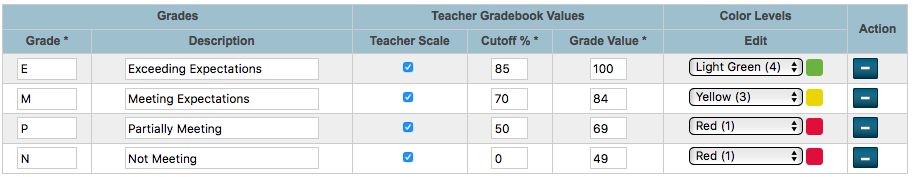 Grades Teacher Gradebook Values Color Levels Action
Grade * Description Teacher Scale Cutoff % * Grade Value * Edit
E Exceeding Expectations 85 100 Light Green (4)
M Meeting Expectations 70 84 Yellow (3)
P Partially Meeting 50 69 Red (1)
N Not Meeting 0 49 Red (1)